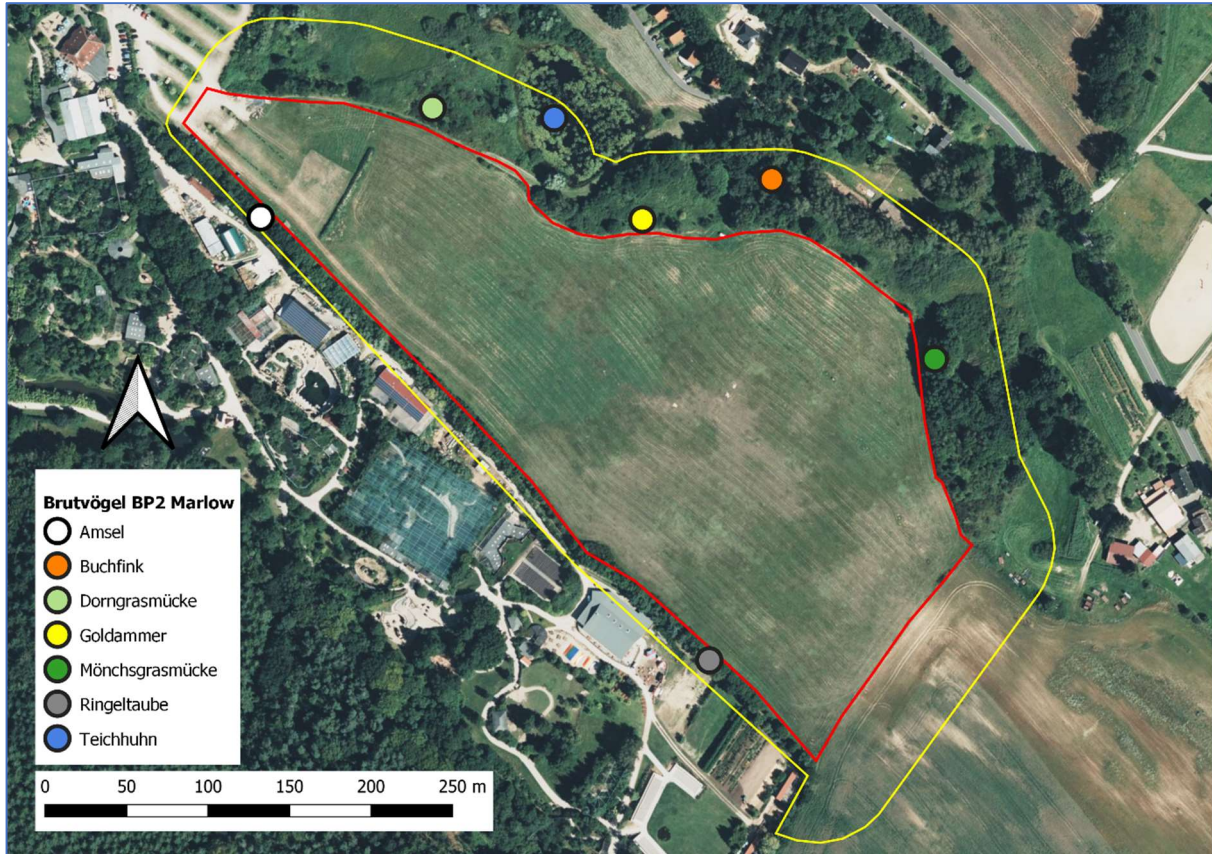 Brutvögel BP2 Marlow
Amsel
Buchfink
Dorngrasmücke
Goldammer
Mönchsgrasmücke
Ringeltaube
Teichhuhn
0 50 100 150 200 250 m